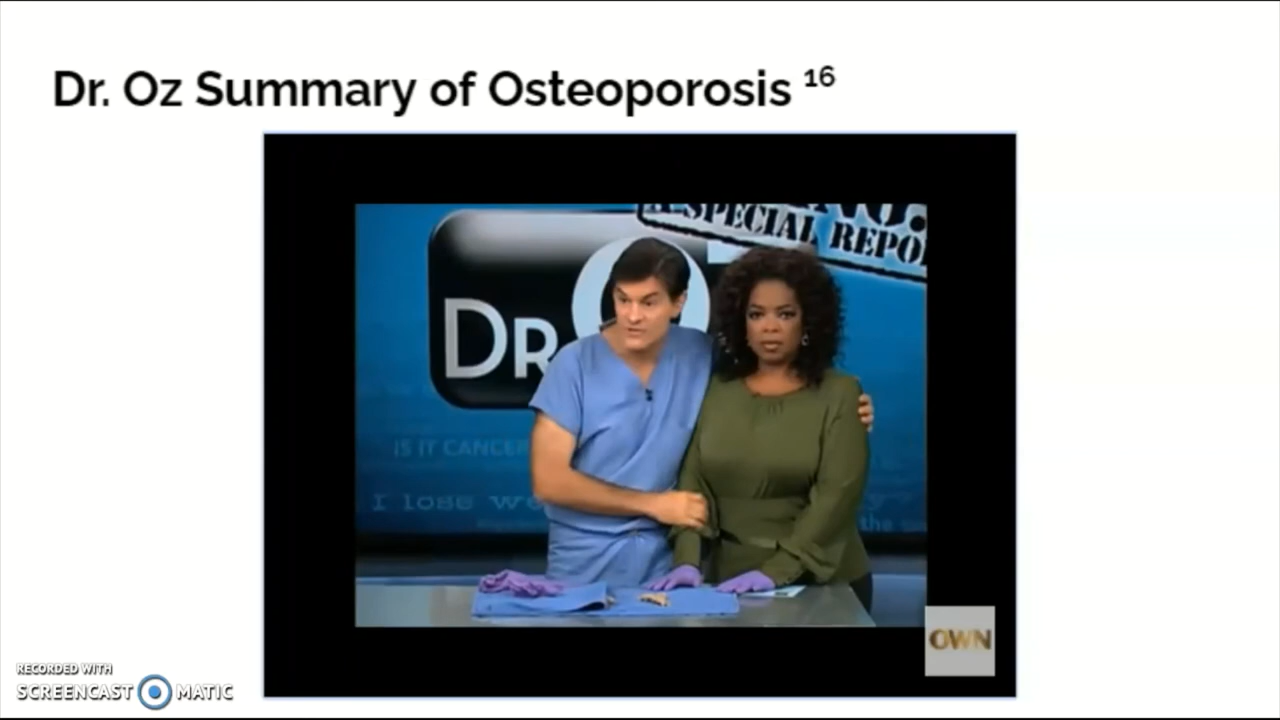 Dr. Oz Summary of Osteoporosis 16
A SPECIAL REPO
DR.
IS IT CANCER
I lose we
the
OWN
RECORDED WITH
SCREENCAST MATIC